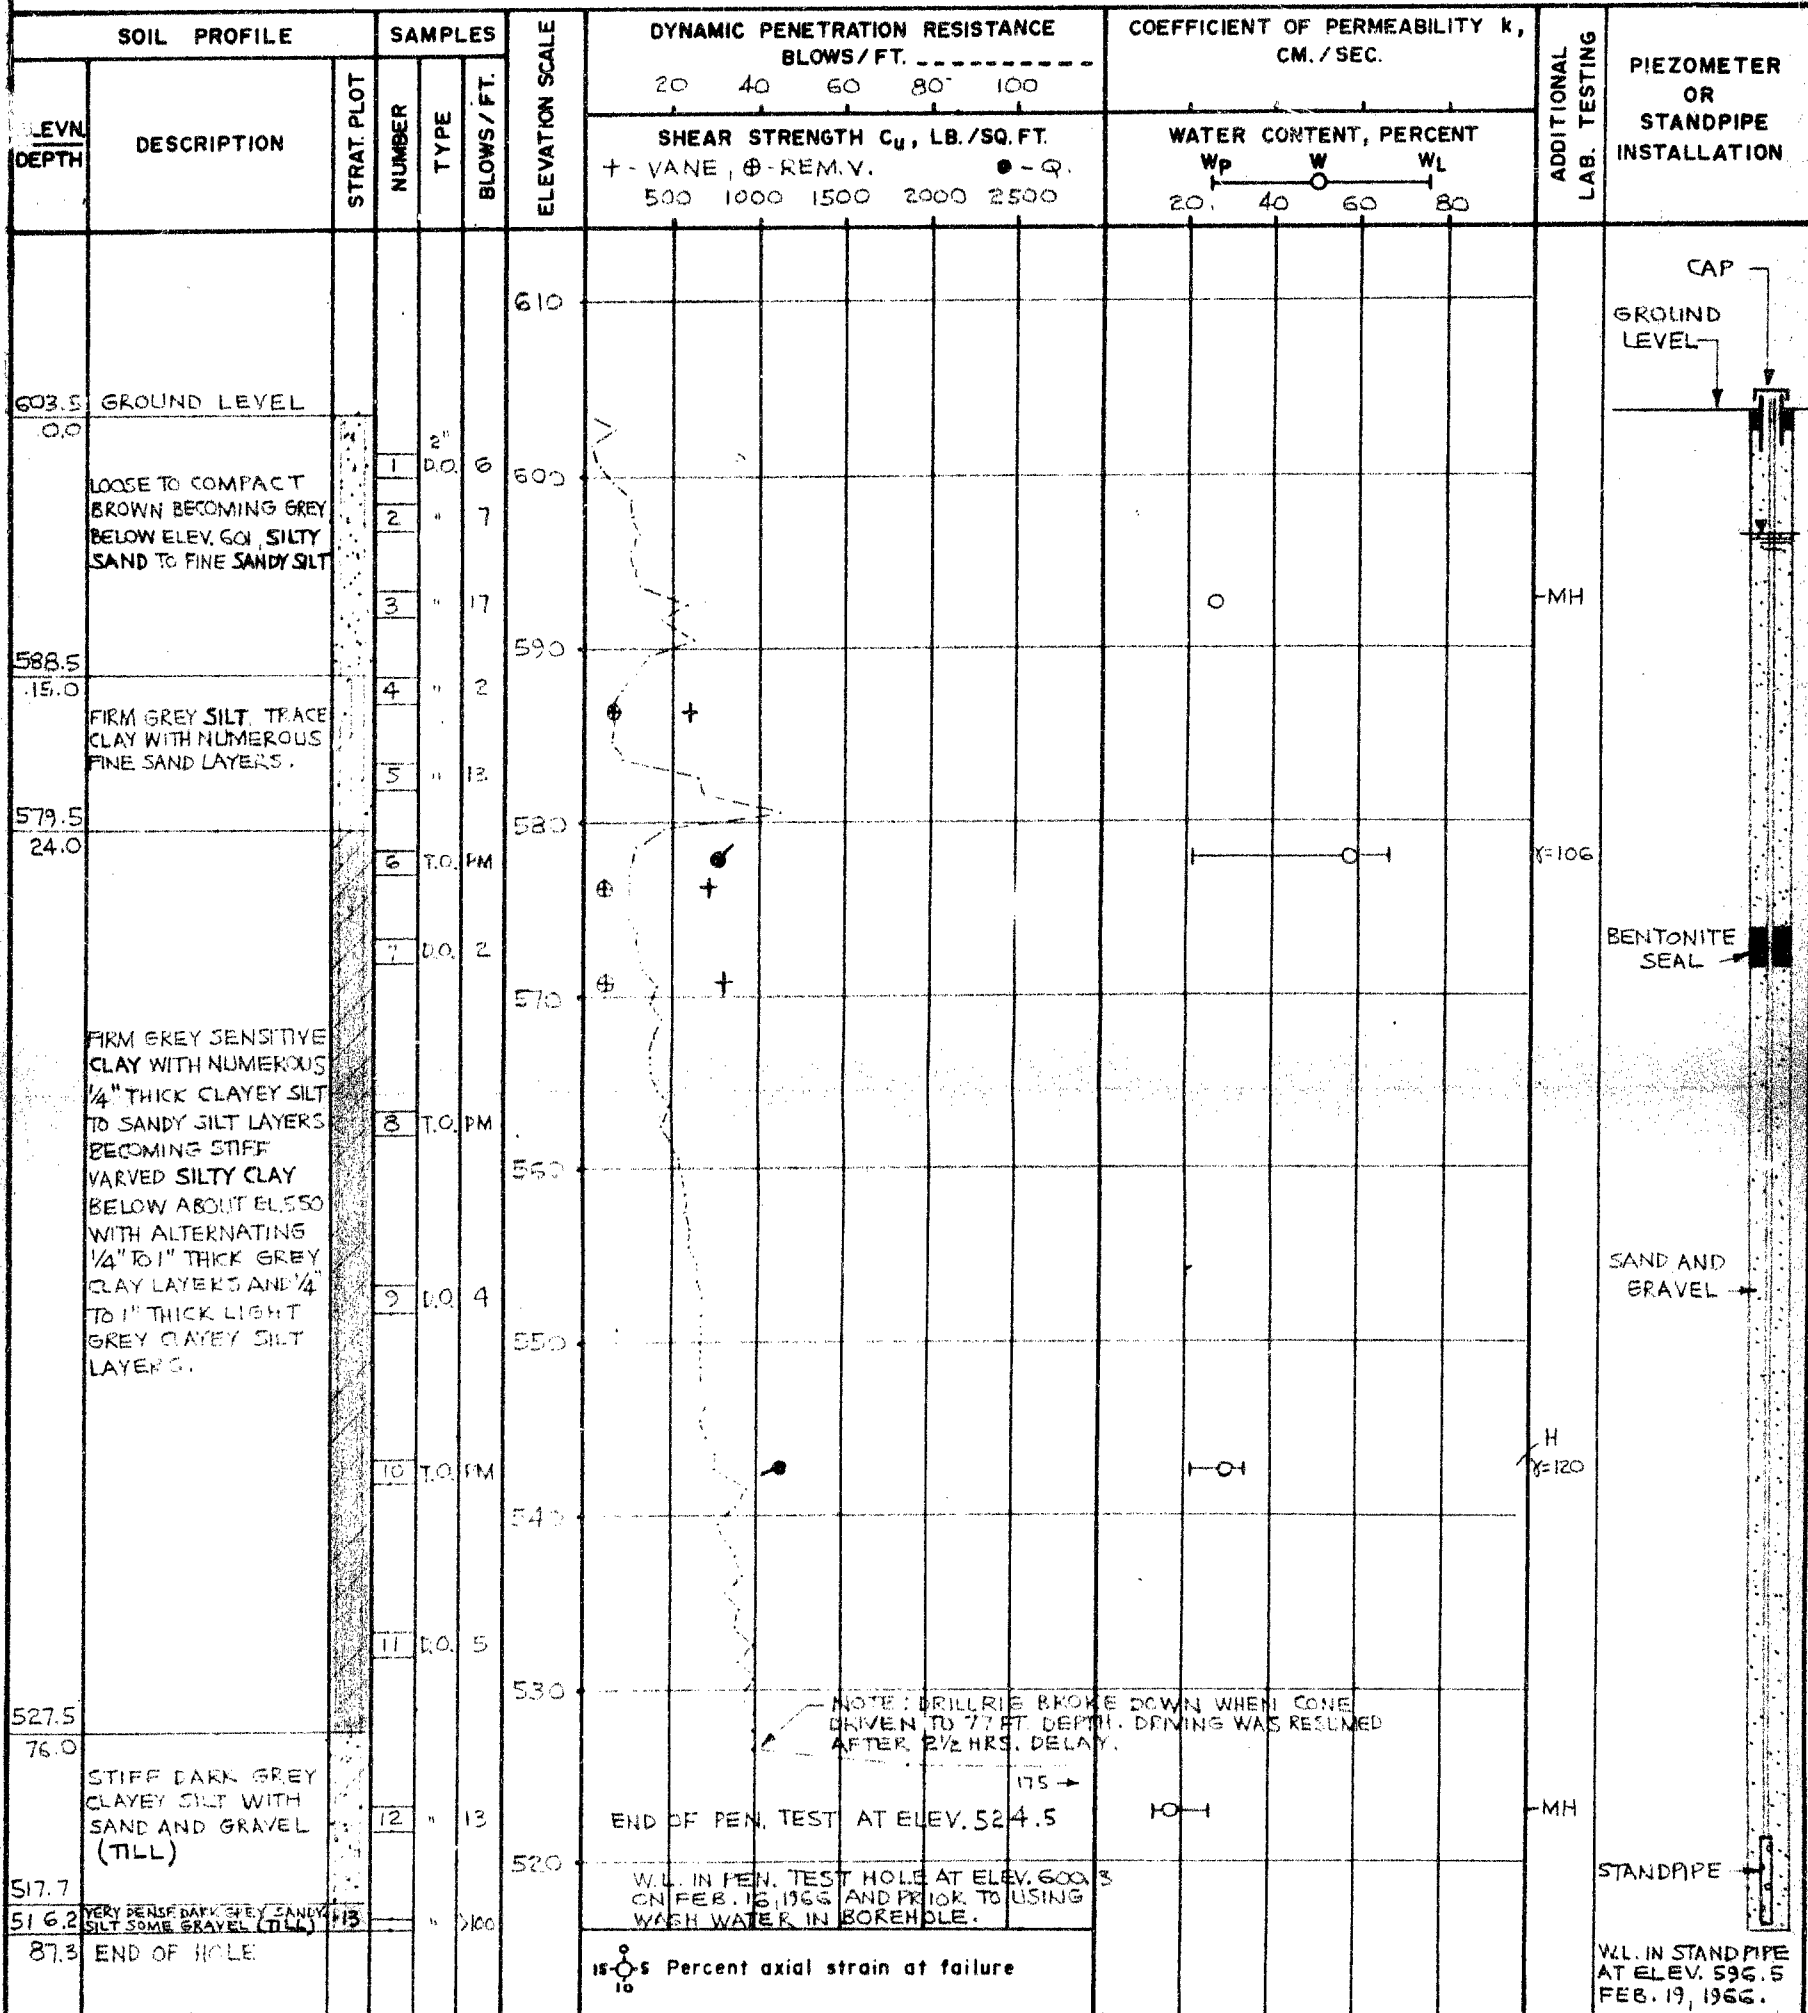 SOIL PROFILE
SAMPLES
ELEVN.
DEPTH
DESCRIPTION
STRAT. PLOT
NUMBER
TYPE
BLOWS / FT.
ELEVATION SCALE
DYNAMIC PENETRATION RESISTANCE
BLOWS / FT. ----------
20 40 60 80 100
SHEAR STRENGTH Cu, LB./SQ. FT.
+ - VANE, ⊕ - REM. V. ● - Q.
500 1000 1500 2000 2500
COEFFICIENT OF PERMEABILITY k,
CM. / SEC.
WATER CONTENT, PERCENT
WP W WL
20 40 60 80
ADDITIONAL
LAB. TESTING
PIEZOMETER
OR
STANDPIPE
INSTALLATION
603.5 GROUND LEVEL
0.0
LOOSE TO COMPACT
BROWN BECOMING GREY
BELOW ELEV. 601, SILTY
SAND TO FINE SANDY SILT
588.5
15.0
FIRM GREY SILT, TRACE
CLAY WITH NUMEROUS
FINE SAND LAYERS.
579.5
24.0
FIRM GREY SENSITIVE
CLAY WITH NUMEROUS
1/4" THICK CLAYEY SILT
TO SANDY SILT LAYERS
BECOMING STIFF
VARVED SILTY CLAY
BELOW ABOUT EL. 550
WITH ALTERNATING
1/4" TO 1" THICK GREY
CLAY LAYERS AND 1/4"
TO 1" THICK LIGHT
GREY CLAYEY SILT
LAYERS.
527.5
76.0
STIFF DARK GREY
CLAYEY SILT WITH
SAND AND GRAVEL
(TILL)
517.7
VERY DENSE DARK GREY SANDY
SILT SOME GRAVEL (TILL)
516.2
87.3 END OF HOLE
1 2" D.O. 6
2 " 7
3 " 17
4 " 2
5 " 13
6 T.O. PM
7 D.O. 2
8 T.O. PM
9 D.O. 4
10 T.O. PM
11 D.O. 5
12 " 13
13 " >100
610
600
590
580
570
560
550
540
530
520
NOTE: DRILLRIG BROKE DOWN WHEN CONE
DRIVEN TO 77 FT. DEPTH. DRIVING WAS RESUMED
AFTER 2 1/2 HRS. DELAY.
175 →
END OF PEN. TEST AT ELEV. 524.5
W.L. IN PEN. TEST HOLE AT ELEV. 600.3
ON FEB. 16, 1966 AND PRIOR TO USING
WASH WATER IN BOREHOLE.
0
15 5 Percent axial strain at failure
10
MH
γ=106
H
γ=120
MH
CAP
GROUND
LEVEL
BENTONITE
SEAL
SAND AND
GRAVEL
STANDPIPE
W.L. IN STANDPIPE
AT ELEV. 596.5
FEB. 19, 1966.